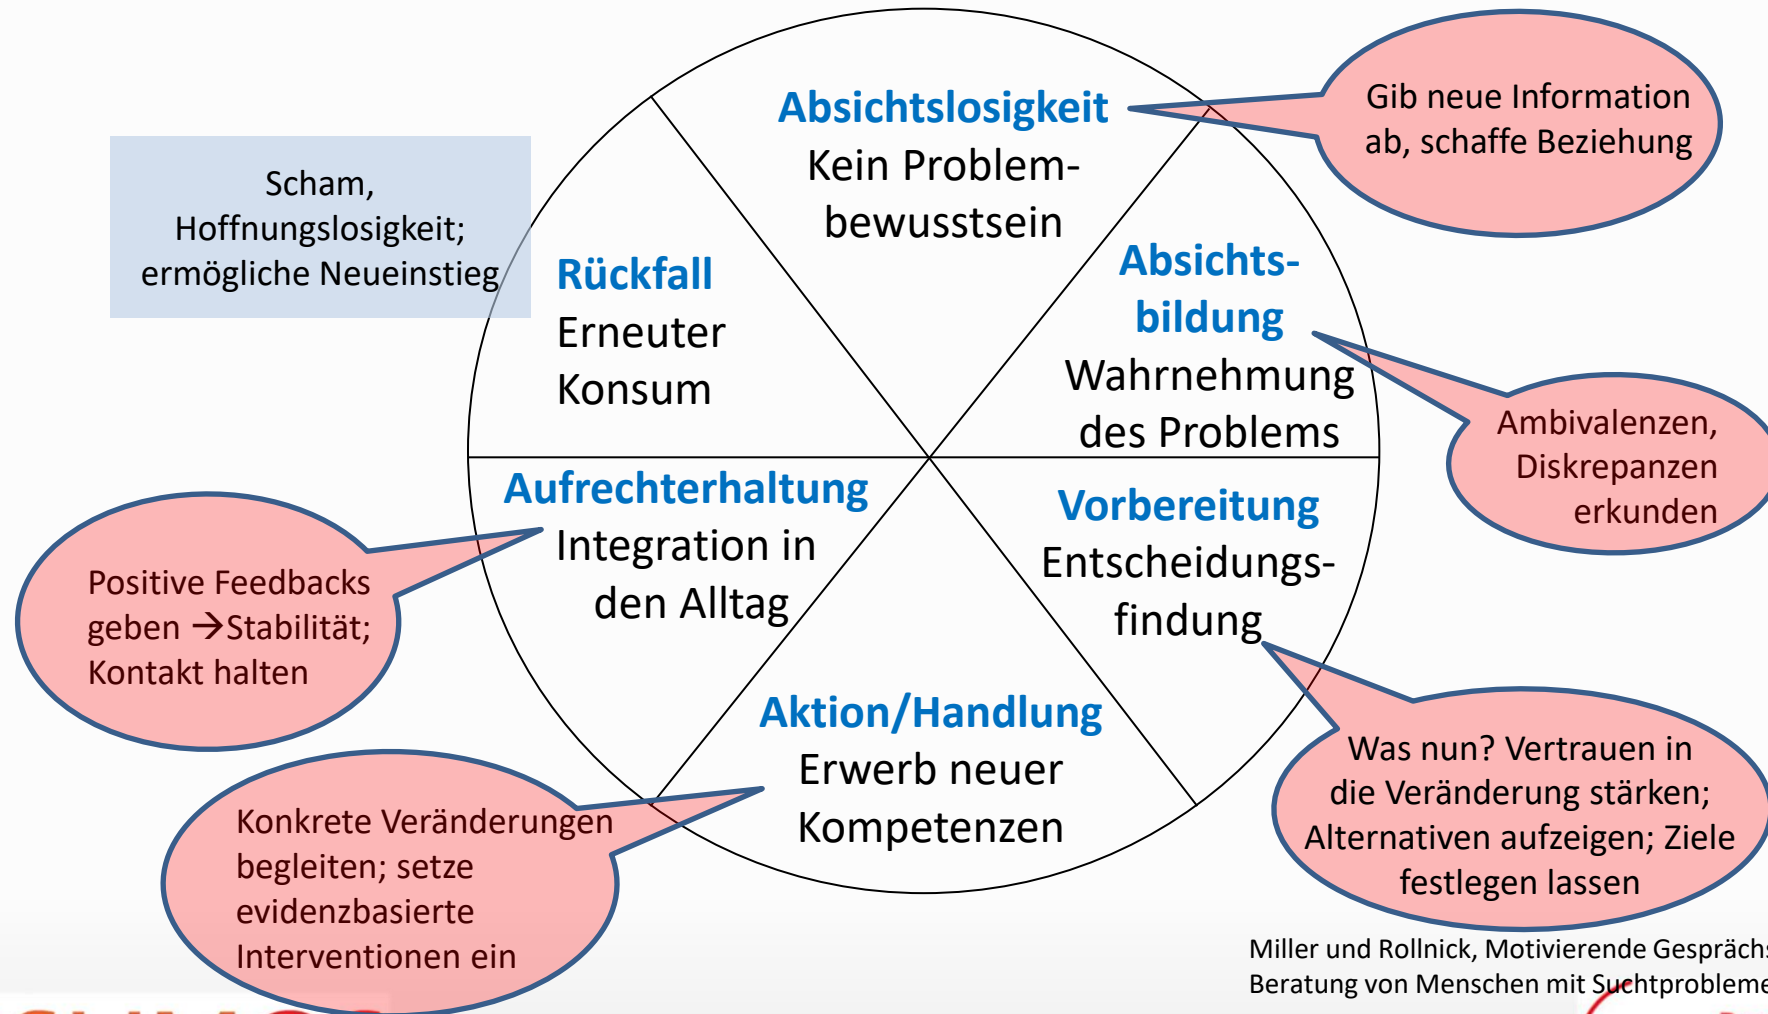 Absichtslosigkeit
Kein Problem-
bewusstsein
Gib neue Information
ab, schaffe Beziehung
Scham,
Hoffnungslosigkeit;
ermögliche Neueinstieg
Rückfall
Erneuter
Konsum
Absichts-
bildung
Wahrnehmung
des Problems
Ambivalenzen,
Diskrepanzen
erkunden
Aufrechterhaltung
Integration in
den Alltag
Vorbereitung
Entscheidungs-
findung
Positive Feedbacks
geben →Stabilität;
Kontakt halten
Aktion/Handlung
Erwerb neuer
Kompetenzen
Was nun? Vertrauen in
die Veränderung stärken;
Alternativen aufzeigen; Ziele
festlegen lassen
Konkrete Veränderungen
begleiten; setze
evidenzbasierte
Interventionen ein
Miller und Rollnick, Motivierende Gesprächs
Beratung von Menschen mit Suchtprobleme